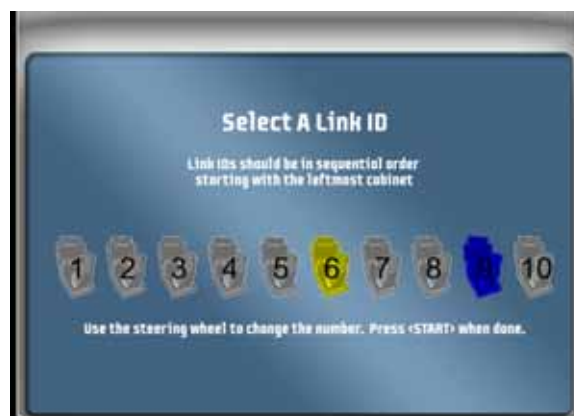 Select A Link ID
Link IDs should be in sequential order
starting with the leftmost cabinet
1 2 3 4 5 6 7 8 9 10
Use the steering wheel to change the number. Press <START> when done.